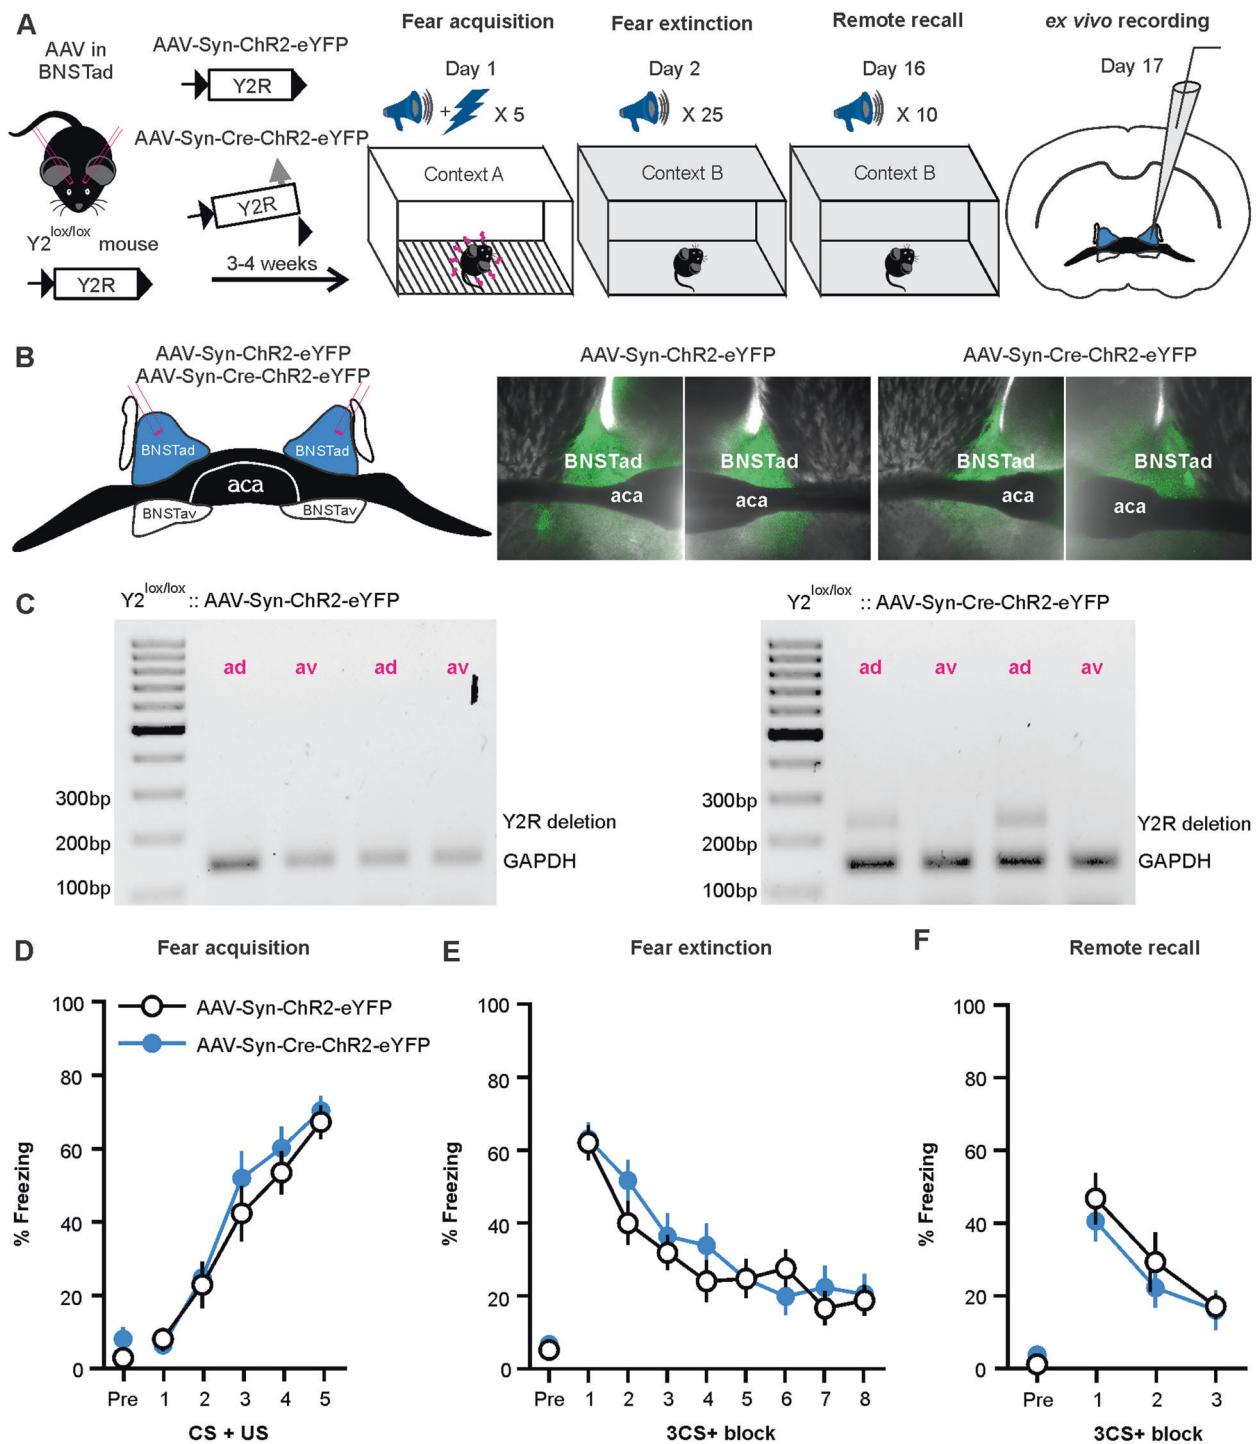 A
AAV in
BNSTad
AAV-Syn-ChR2-eYFP
Y2R
AAV-Syn-Cre-ChR2-eYFP
Y2R
Y2lox/lox mouse
Y2R
3-4 weeks
Fear acquisition
Day 1
+
X 5
Context A
Fear extinction
Day 2
X 25
Context B
Remote recall
Day 16
X 10
Context B
ex vivo recording
Day 17
B
AAV-Syn-ChR2-eYFP
AAV-Syn-Cre-ChR2-eYFP
BNSTad
BNSTad
aca
BNSTav
BNSTav
AAV-Syn-ChR2-eYFP
BNSTad
aca
BNSTad
aca
AAV-Syn-Cre-ChR2-eYFP
BNSTad
aca
BNSTad
aca
C
Y2lox/lox :: AAV-Syn-ChR2-eYFP
ad av ad av
300bp
200bp
100bp
Y2R deletion
GAPDH
Y2lox/lox :: AAV-Syn-Cre-ChR2-eYFP
ad av ad av
300bp
200bp
100bp
Y2R deletion
GAPDH
D
Fear acquisition
AAV-Syn-ChR2-eYFP
AAV-Syn-Cre-ChR2-eYFP
% Freezing
100
80
60
40
20
0
Pre 1 2 3 4 5
CS + US
E
Fear extinction
% Freezing
100
80
60
40
20
0
Pre 1 2 3 4 5 6 7 8
3CS+ block
F
Remote recall
% Freezing
100
80
60
40
20
0
Pre 1 2 3
3CS+ block